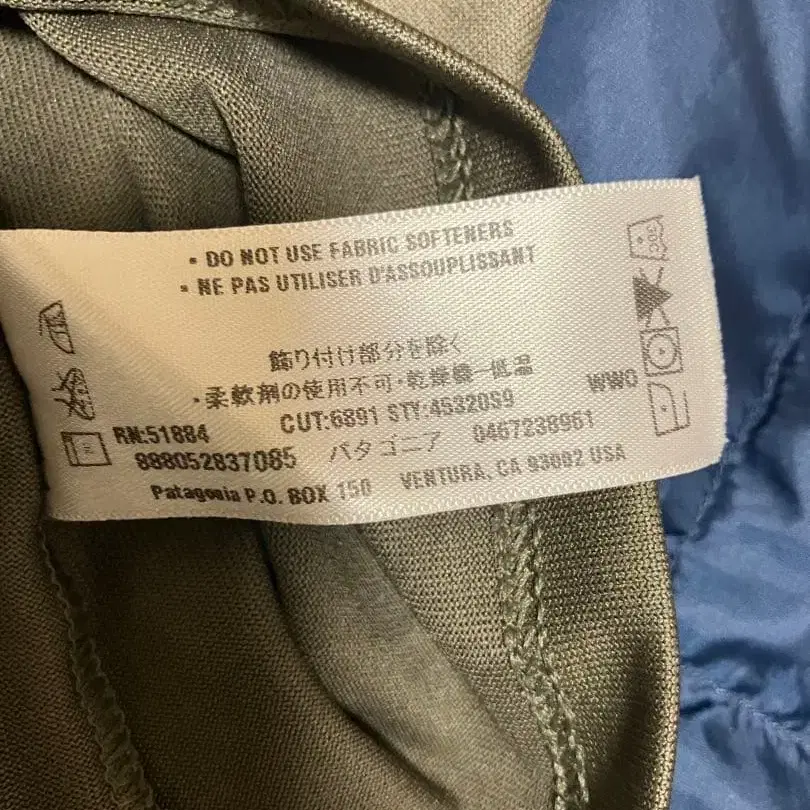 • DO NOT USE FABRIC SOFTENERS
• NE PAS UTILISER D'ASSOUPLISSANT
飾り付け部分を除く
・柔軟剤の使用不可・乾燥機一低温
WWO
RN:51884 CUT:6891 STY:45320S9
888052837085 パタゴニア 0467238961
Patagonia P.O. BOX 150 VENTURA, CA 93002 USA